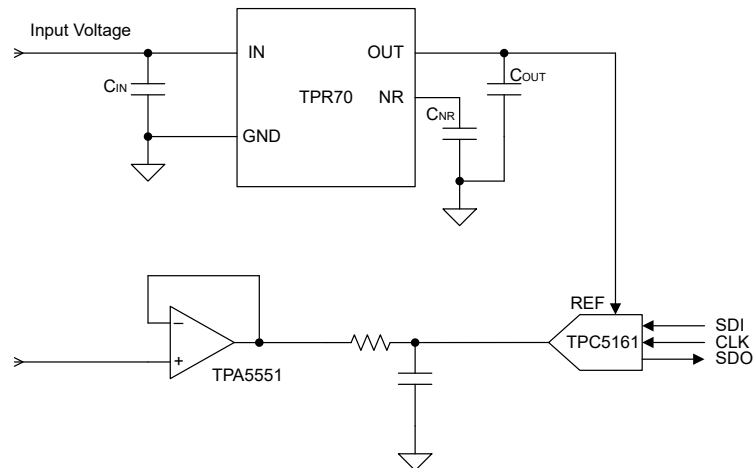 Input Voltage
IN
OUT
CIN
COUT
TPR70
NR
CNR
GND
REF
SDI
TPC5161
CLK
SDO
−
+
TPA5551